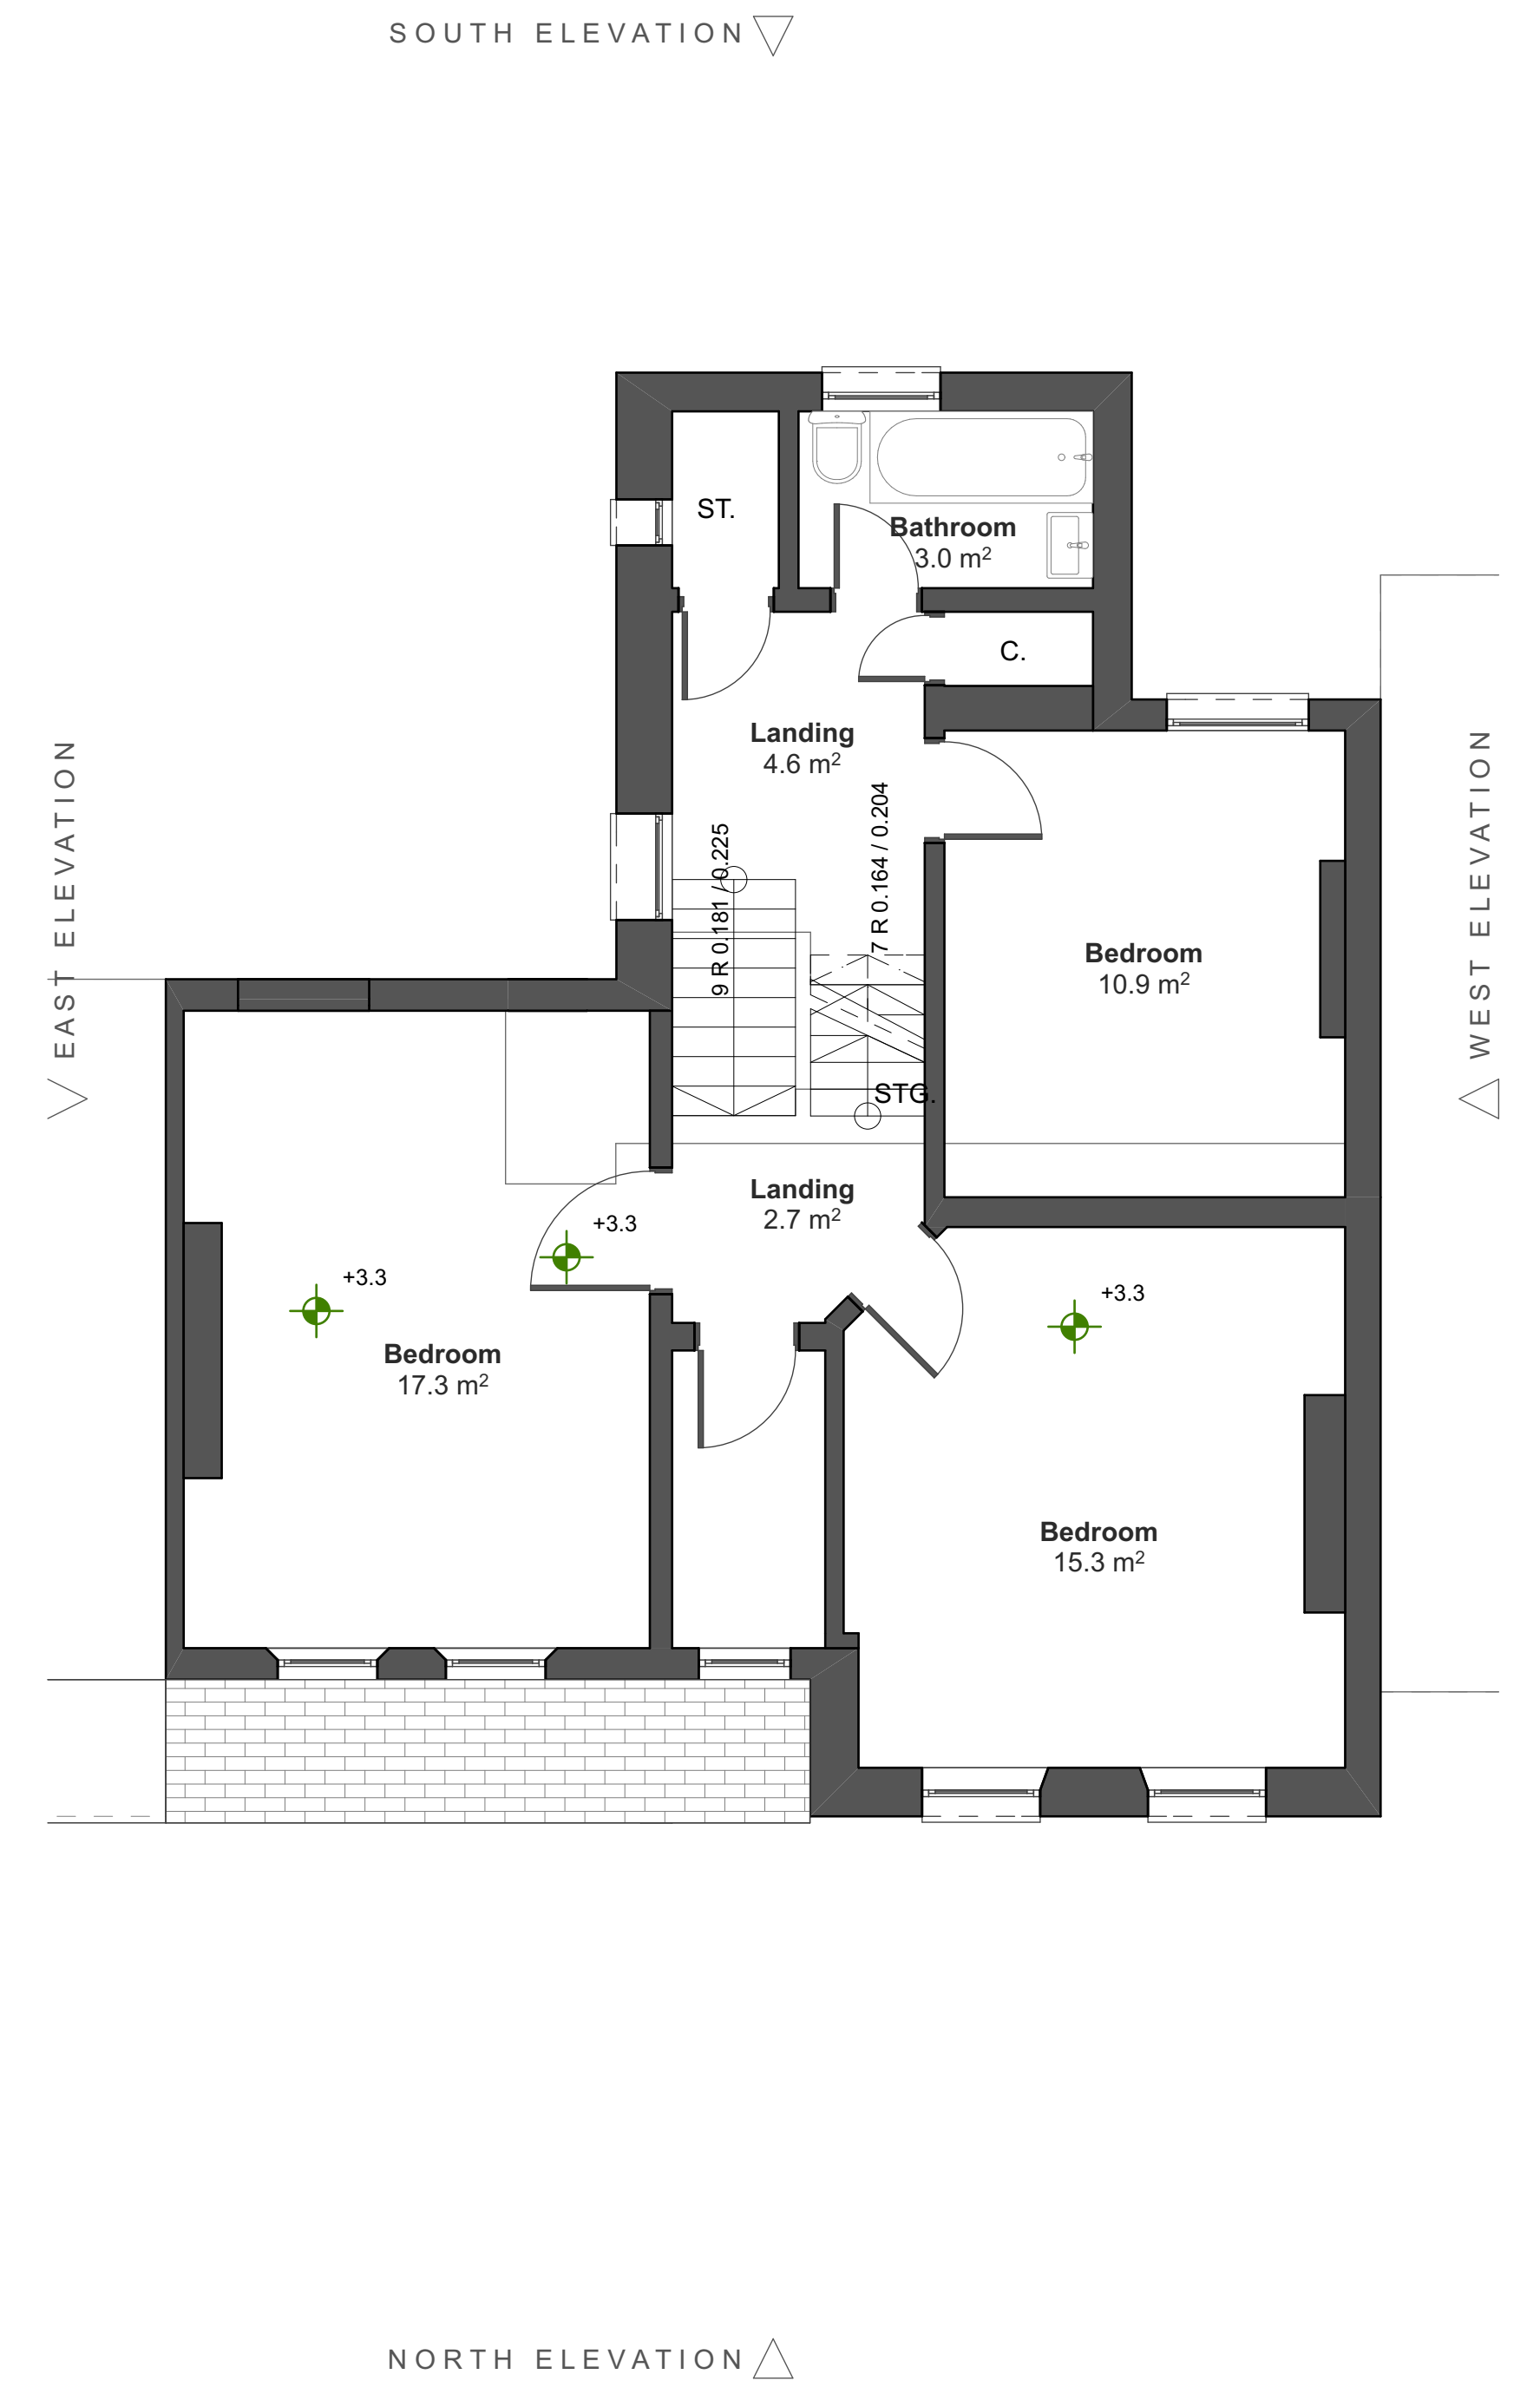 SOUTH ELEVATION
ST.
Bathroom
3.0 m²
C.
Landing
4.6 m²
EAST ELEVATION
WEST ELEVATION
9 R 0.181 / 0.225
7 R 0.164 / 0.204
Bedroom
10.9 m²
STG.
Landing
2.7 m²
+3.3
+3.3
+3.3
Bedroom
17.3 m²
Bedroom
15.3 m²
NORTH ELEVATION